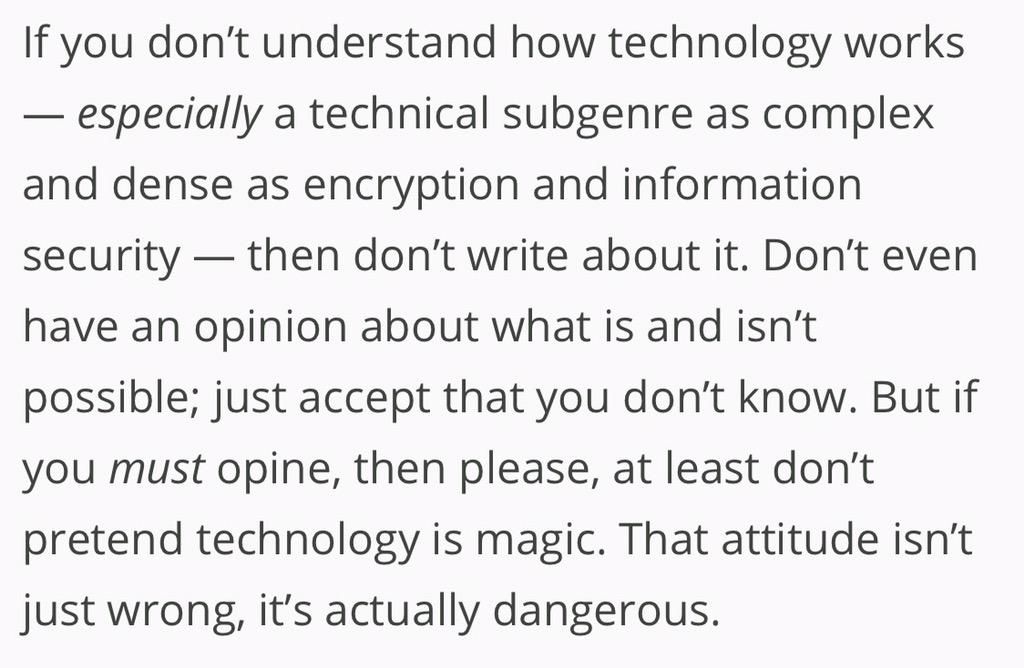 If you don’t understand how technology works
— especially a technical subgenre as complex
and dense as encryption and information
security — then don’t write about it. Don’t even
have an opinion about what is and isn’t
possible; just accept that you don’t know. But if
you must opine, then please, at least don’t
pretend technology is magic. That attitude isn’t
just wrong, it’s actually dangerous.